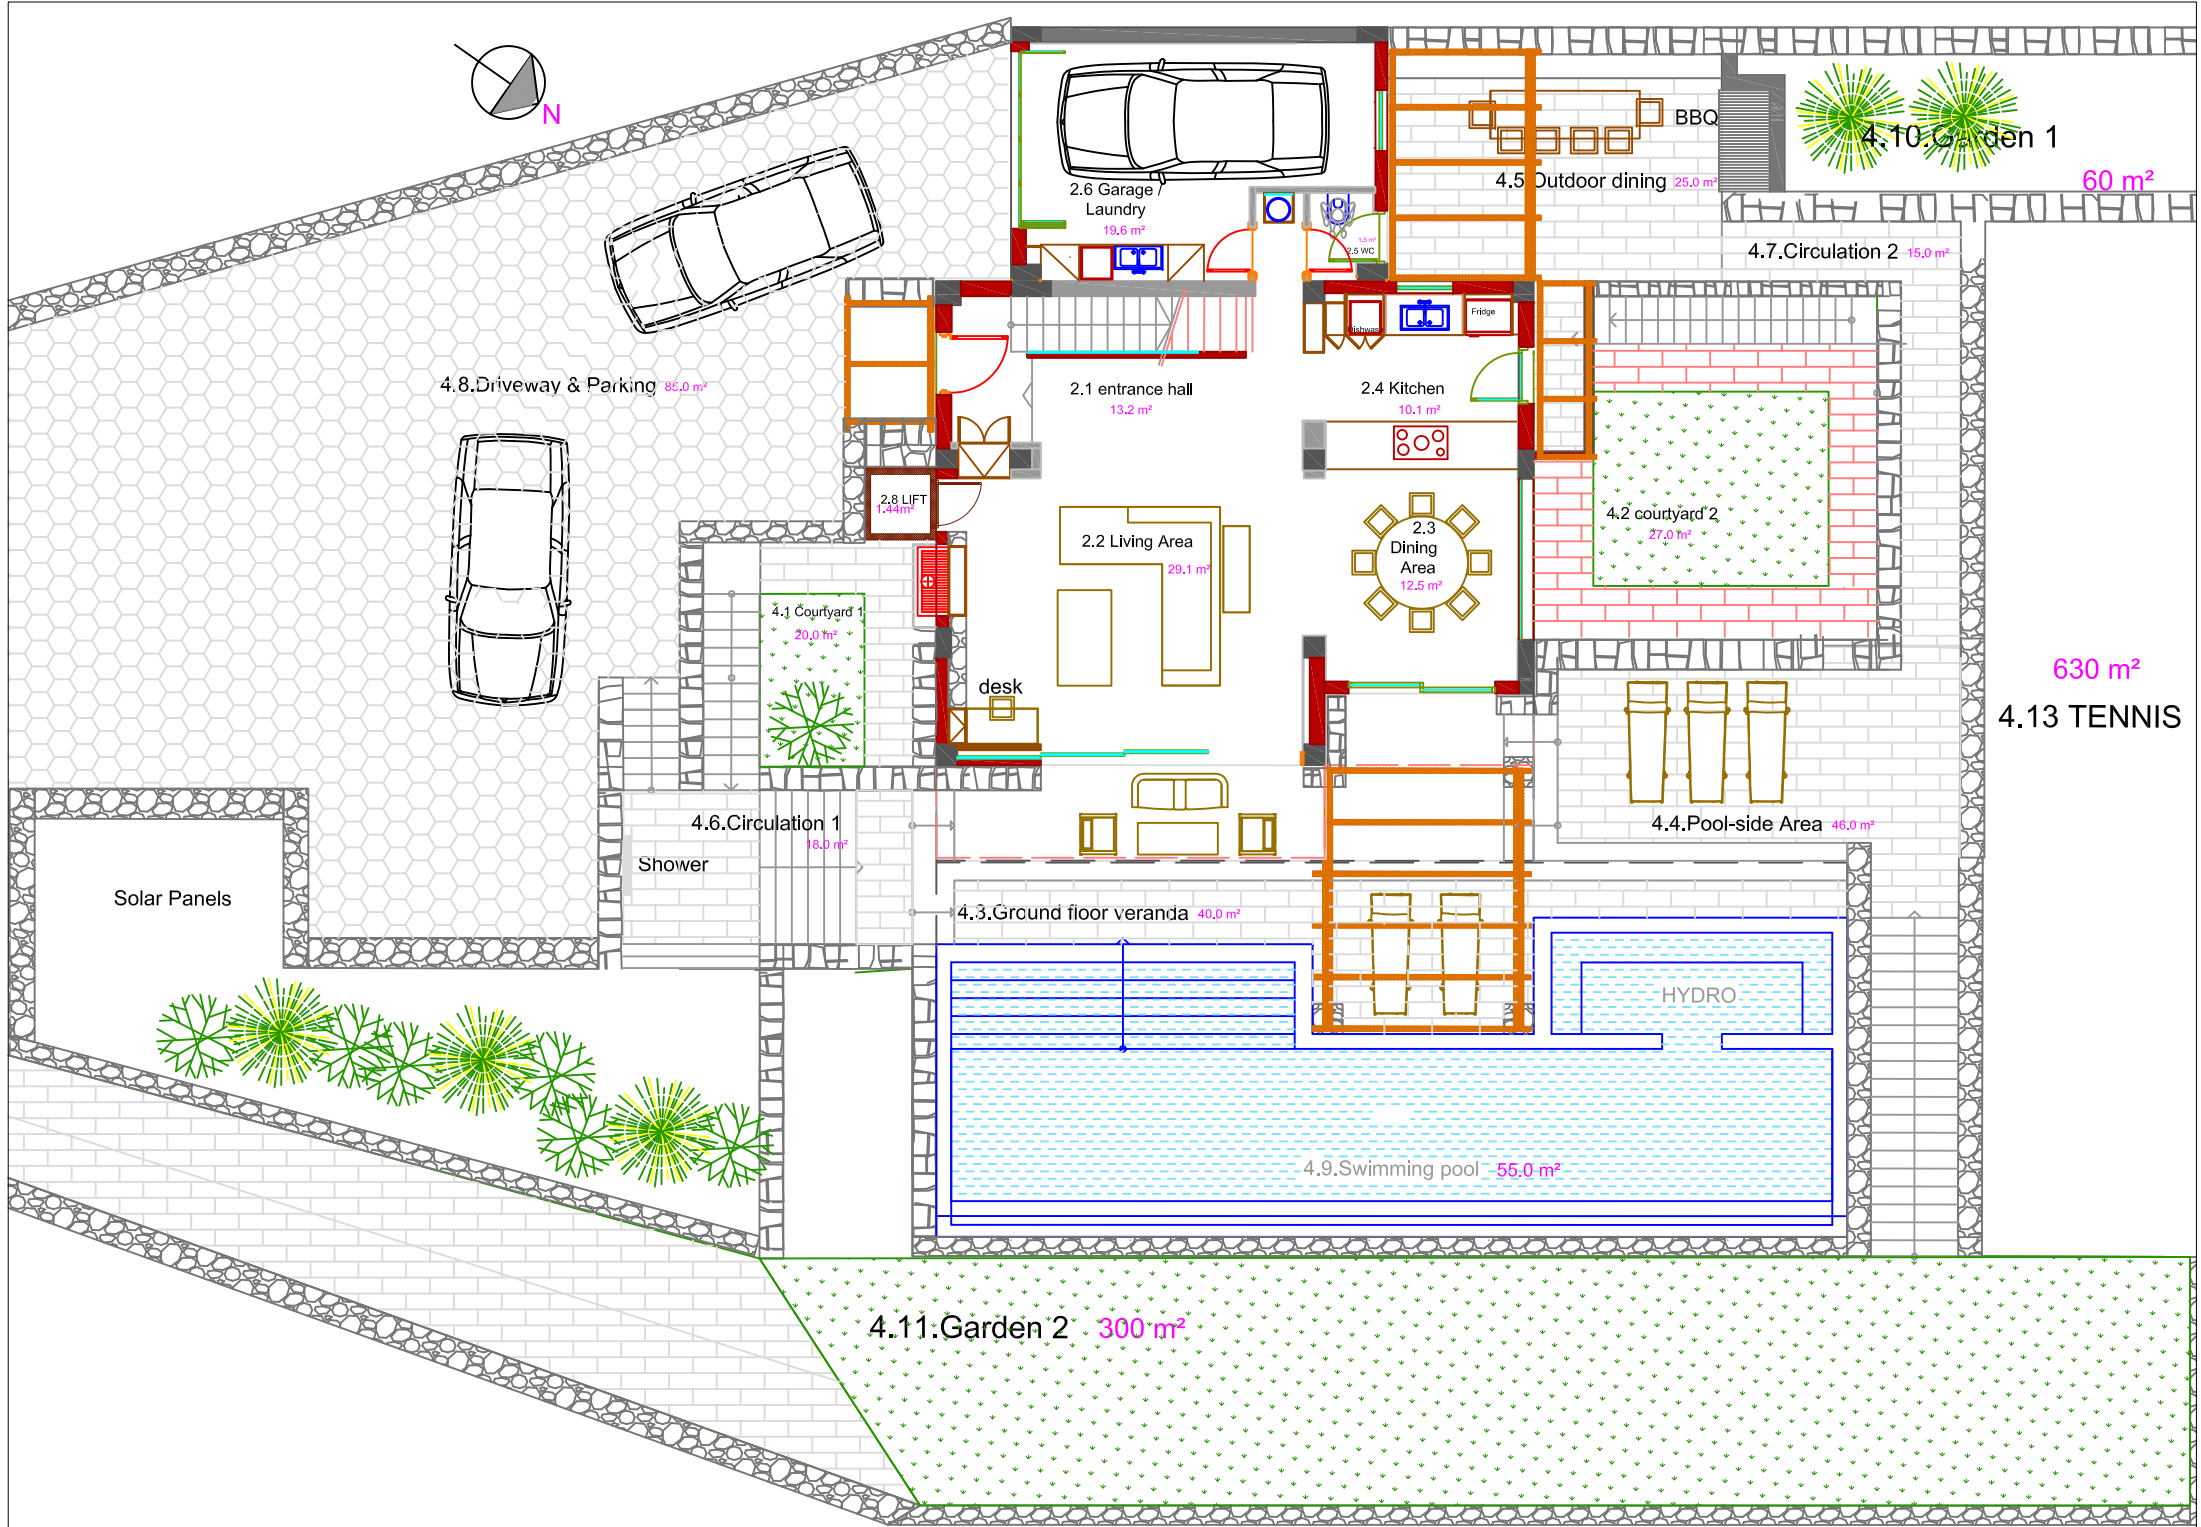 N
2.6 Garage /
Laundry
19.6 m²
1.5 m²
2.5 WC
BBQ
4.5.Outdoor dining 25.0 m²
4.10.Garden 1
60 m²
4.7.Circulation 2 15.0 m²
Dishwash
Fridge
4.8.Driveway & Parking 85.0 m²
2.1 entrance hall
13.2 m²
2.4 Kitchen
10.1 m²
2.8 LIFT
1.44m²
2.2 Living Area
29.1 m²
2.3
Dining
Area
12.5 m²
4.2 courtyard 2
27.0 m²
4.1 Courtyard 1
20.0 m²
desk
630 m²
4.13 TENNIS
4.6.Circulation 1
18.0 m²
Shower
4.4.Pool-side Area 46.0 m²
Solar Panels
4.3.Ground floor veranda 40.0 m²
HYDRO
4.9.Swimming pool 55.0 m²
4.11.Garden 2 300 m²